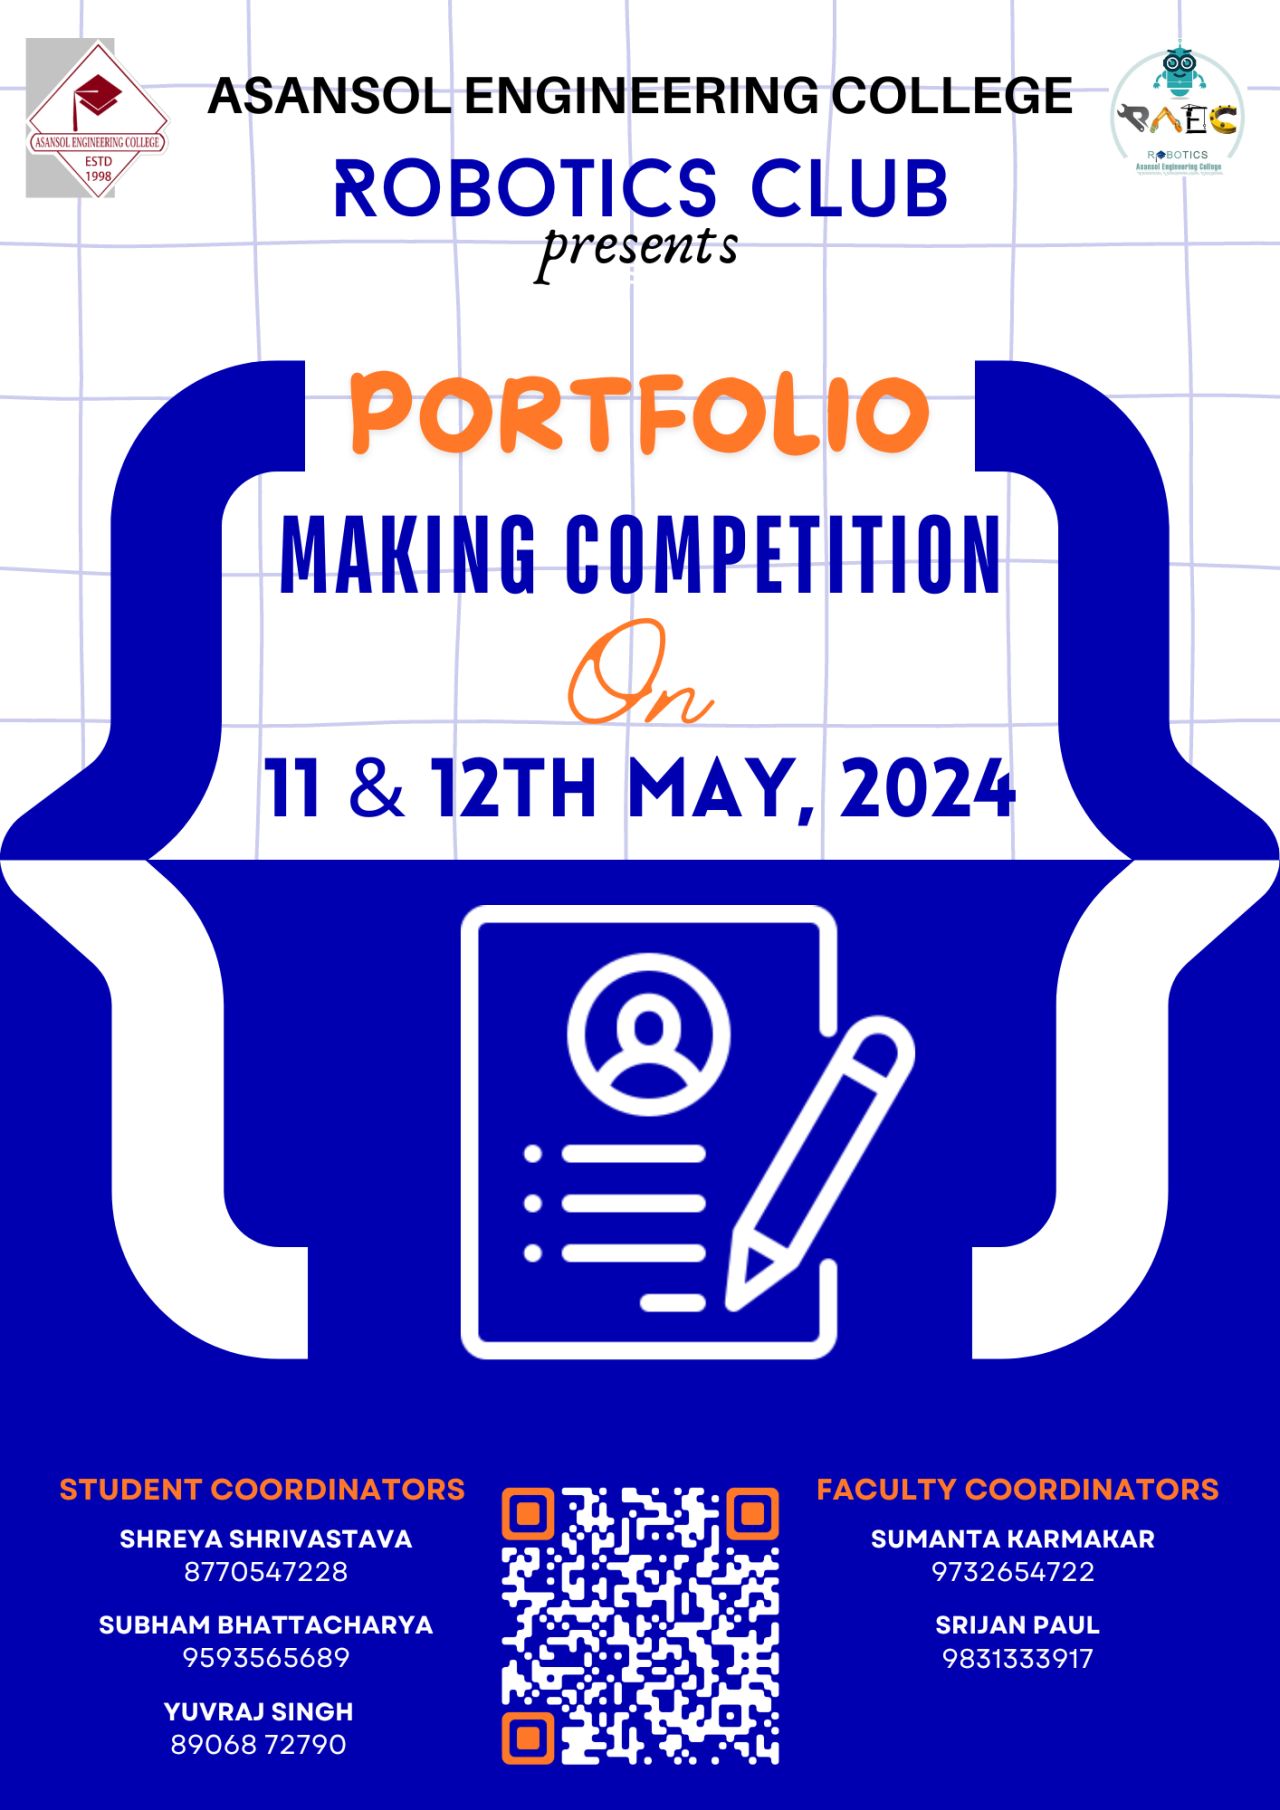 ASANSOL ENGINEERING COLLEGE
ASANSOL ENGINEERING COLLEGE
ESTD
1998
RAEC
ROBOTICS
Asansol Engineering College
ROBOTICS CLUB
presents
PORTFOLIO
MAKING COMPETITION
On
11 & 12TH MAY, 2024
STUDENT COORDINATORS
SHREYA SHRIVASTAVA
8770547228
SUBHAM BHATTACHARYA
9593565689
YUVRAJ SINGH
89068 72790
FACULTY COORDINATORS
SUMANTA KARMAKAR
9732654722
SRIJAN PAUL
9831333917